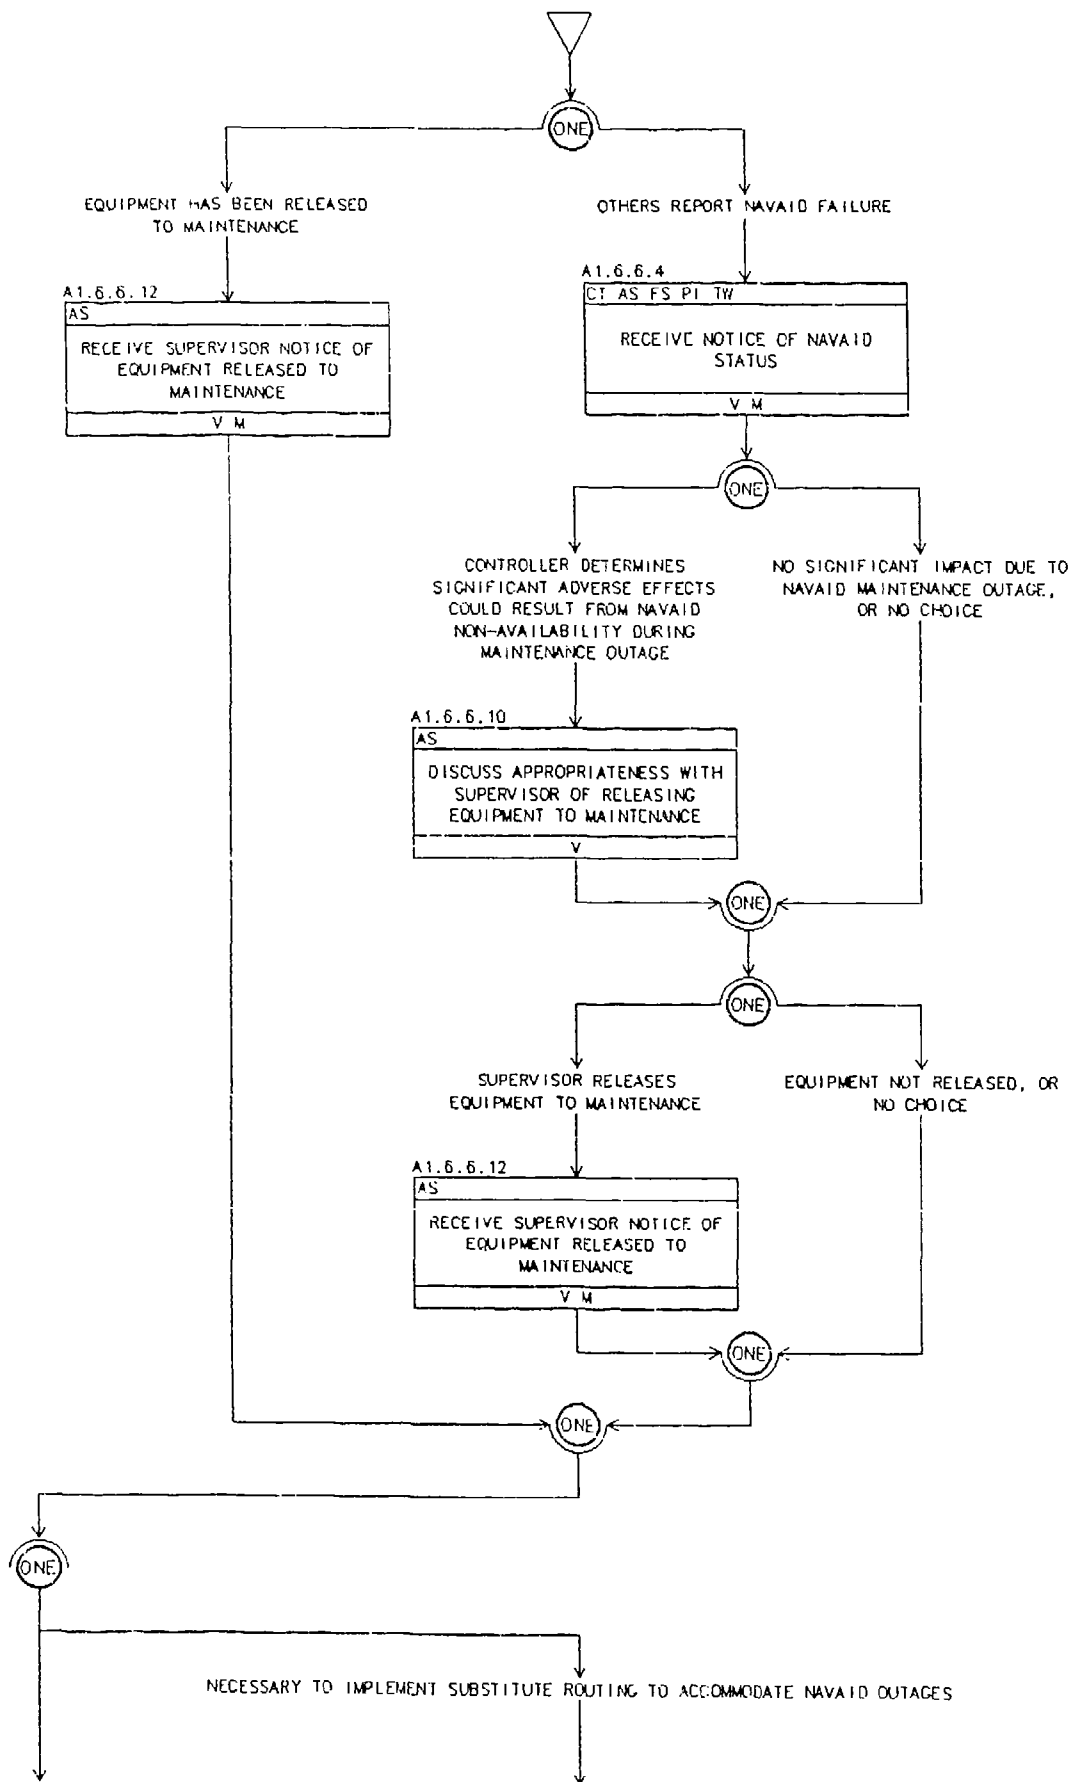 ONE
EQUIPMENT HAS BEEN RELEASED
TO MAINTENANCE
OTHERS REPORT NAVAID FAILURE
A1.6.6.12
AS
RECEIVE SUPERVISOR NOTICE OF
EQUIPMENT RELEASED TO
MAINTENANCE
V M
A1.6.6.4
CT AS FS PI TW
RECEIVE NOTICE OF NAVAID
STATUS
V M
ONE
CONTROLLER DETERMINES
SIGNIFICANT ADVERSE EFFECTS
COULD RESULT FROM NAVAID
NON-AVAILABILITY DURING
MAINTENANCE OUTAGE
NO SIGNIFICANT IMPACT DUE TO
NAVAID MAINTENANCE OUTAGE,
OR NO CHOICE
A1.6.6.10
AS
DISCUSS APPROPRIATENESS WITH
SUPERVISOR OF RELEASING
EQUIPMENT TO MAINTENANCE
V
ONE
ONE
SUPERVISOR RELEASES
EQUIPMENT TO MAINTENANCE
EQUIPMENT NOT RELEASED, OR
NO CHOICE
A1.6.6.12
AS
RECEIVE SUPERVISOR NOTICE OF
EQUIPMENT RELEASED TO
MAINTENANCE
V M
ONE
ONE
ONE
NECESSARY TO IMPLEMENT SUBSTITUTE ROUTING TO ACCOMMODATE NAVAID OUTAGES